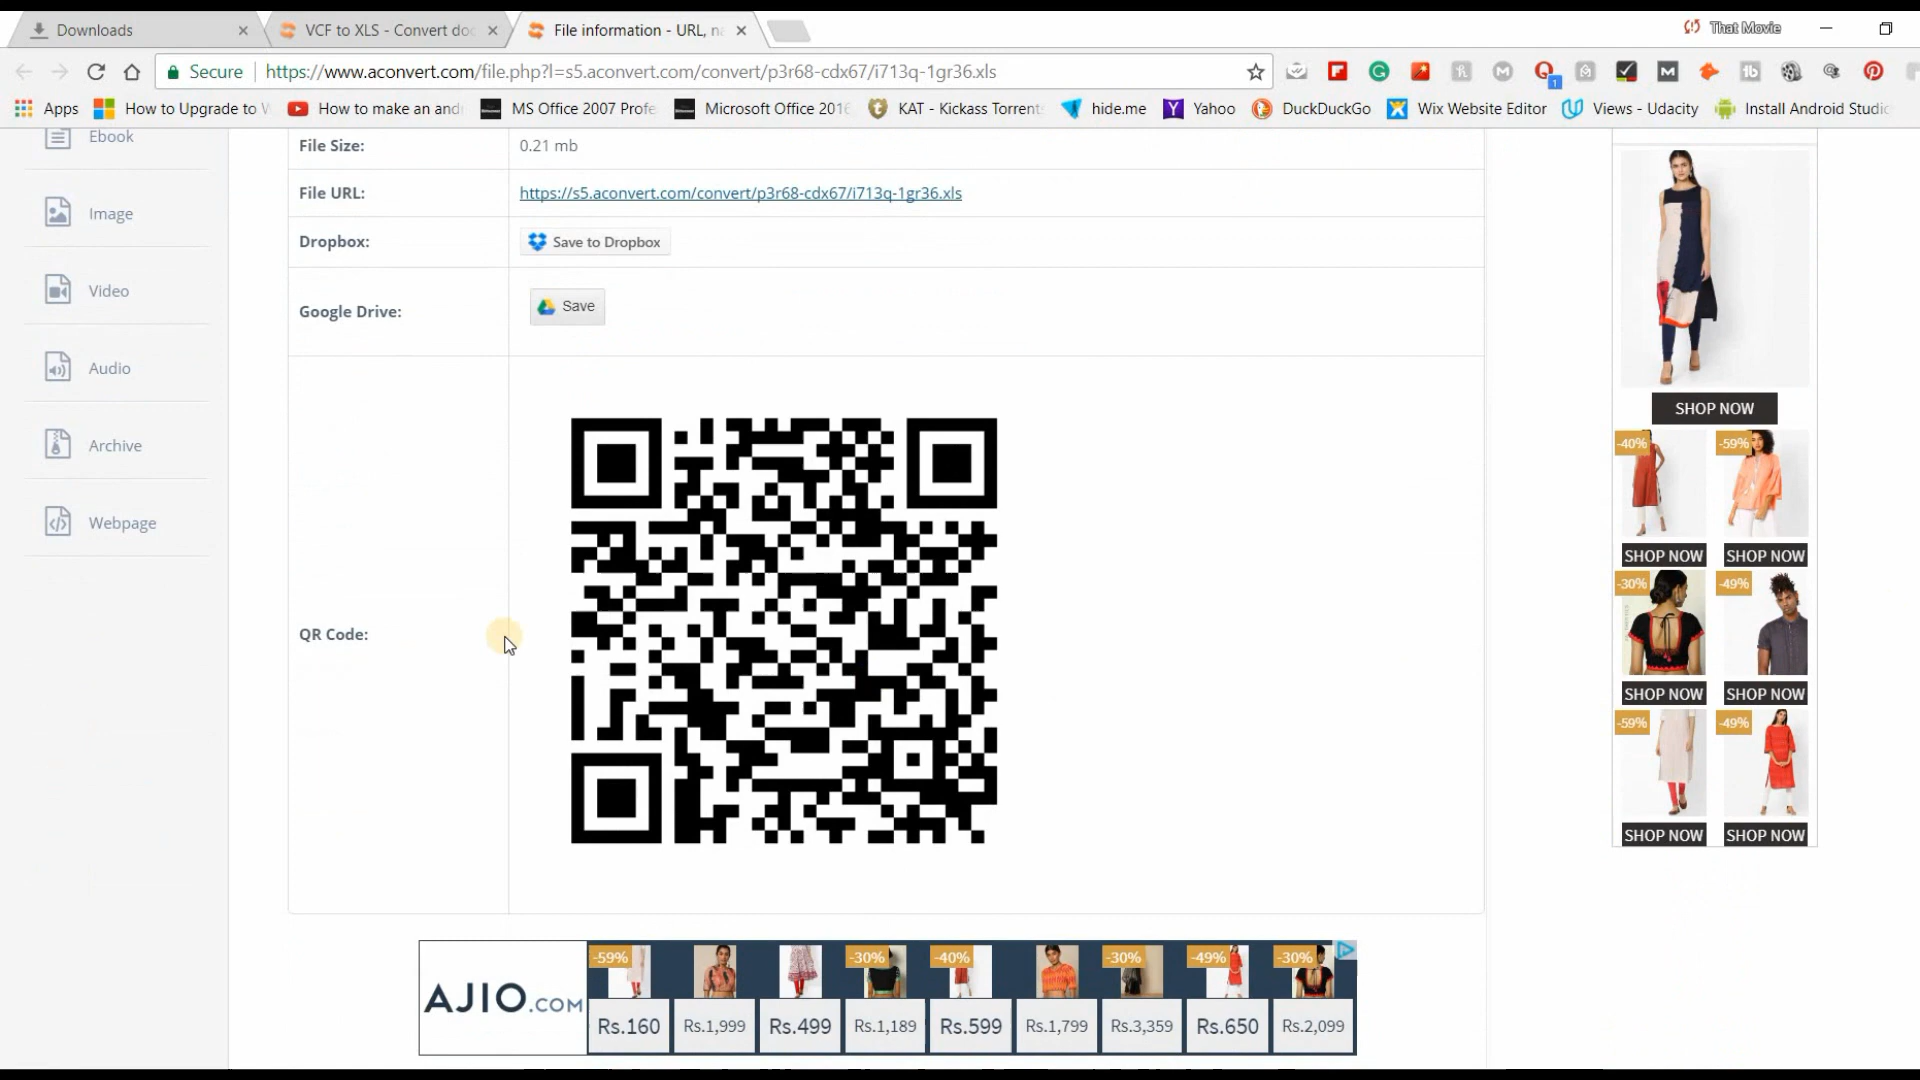 Downloads
VCF to XLS - Convert doc
File information - URL, na
That Movie
Secure
https://www.aconvert.com/file.php?l=s5.aconvert.com/convert/p3r68-cdx67/i713q-1gr36.xls
Apps
How to Upgrade to W
How to make an andr
MS Office 2007 Profe
Microsoft Office 2016
KAT - Kickass Torrents
hide.me
Yahoo
DuckDuckGo
Wix Website Editor
Views - Udacity
Install Android Studio
Ebook
Image
Video
Audio
Archive
Webpage
File Size: 0.21 mb
File URL: https://s5.aconvert.com/convert/p3r68-cdx67/i713q-1gr36.xls
Dropbox: Save to Dropbox
Google Drive: Save
QR Code:
SHOP NOW
-40% -59%
SHOP NOW SHOP NOW
-30% -49%
SHOP NOW SHOP NOW
-59% -49%
SHOP NOW SHOP NOW
AJIO.COM
-59% -30% -40% -30% -49% -30%
Rs.160 Rs.1,999 Rs.499 Rs.1,189 Rs.599 Rs.1,799 Rs.3,359 Rs.650 Rs.2,099